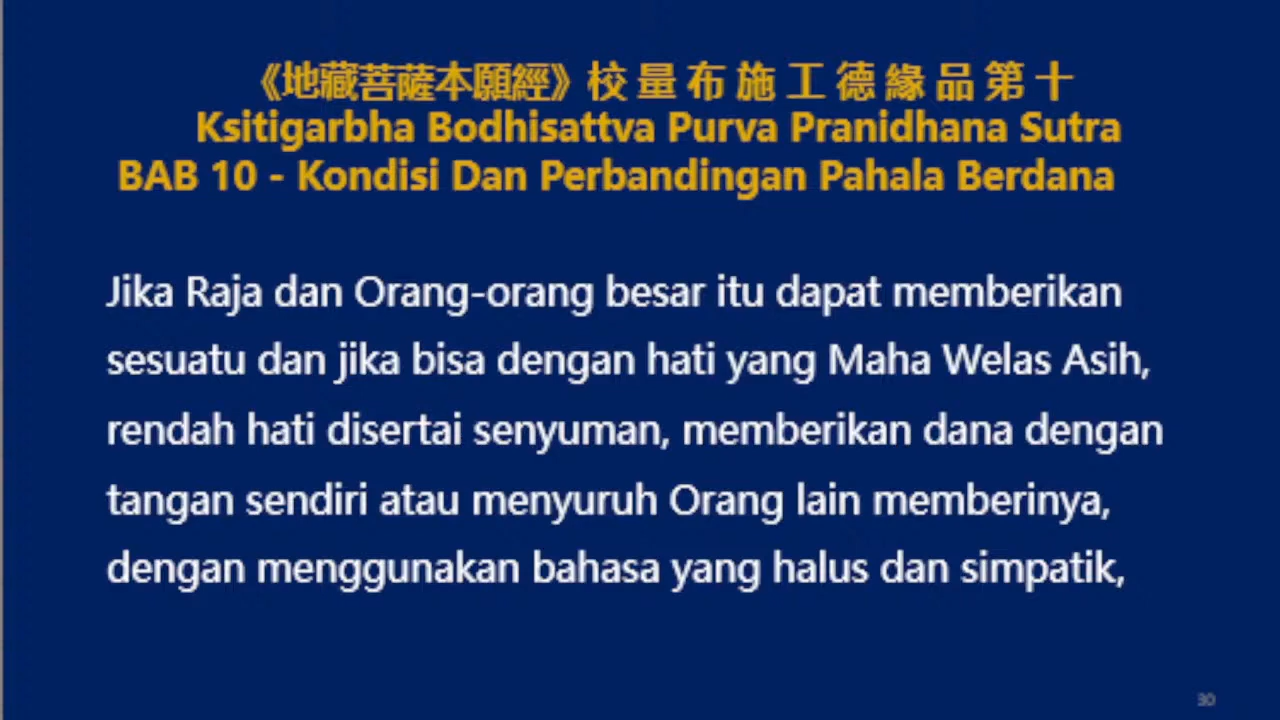 《地藏菩薩本願經》校量布施工德緣品第十
Ksitigarbha Bodhisattva Purva Pranidhana Sutra
BAB 10 - Kondisi Dan Perbandingan Pahala Berdana
Jika Raja dan Orang-orang besar itu dapat memberikan
sesuatu dan jika bisa dengan hati yang Maha Welas Asih,
rendah hati disertai senyuman, memberikan dana dengan
tangan sendiri atau menyuruh Orang lain memberinya,
dengan menggunakan bahasa yang halus dan simpatik,
30